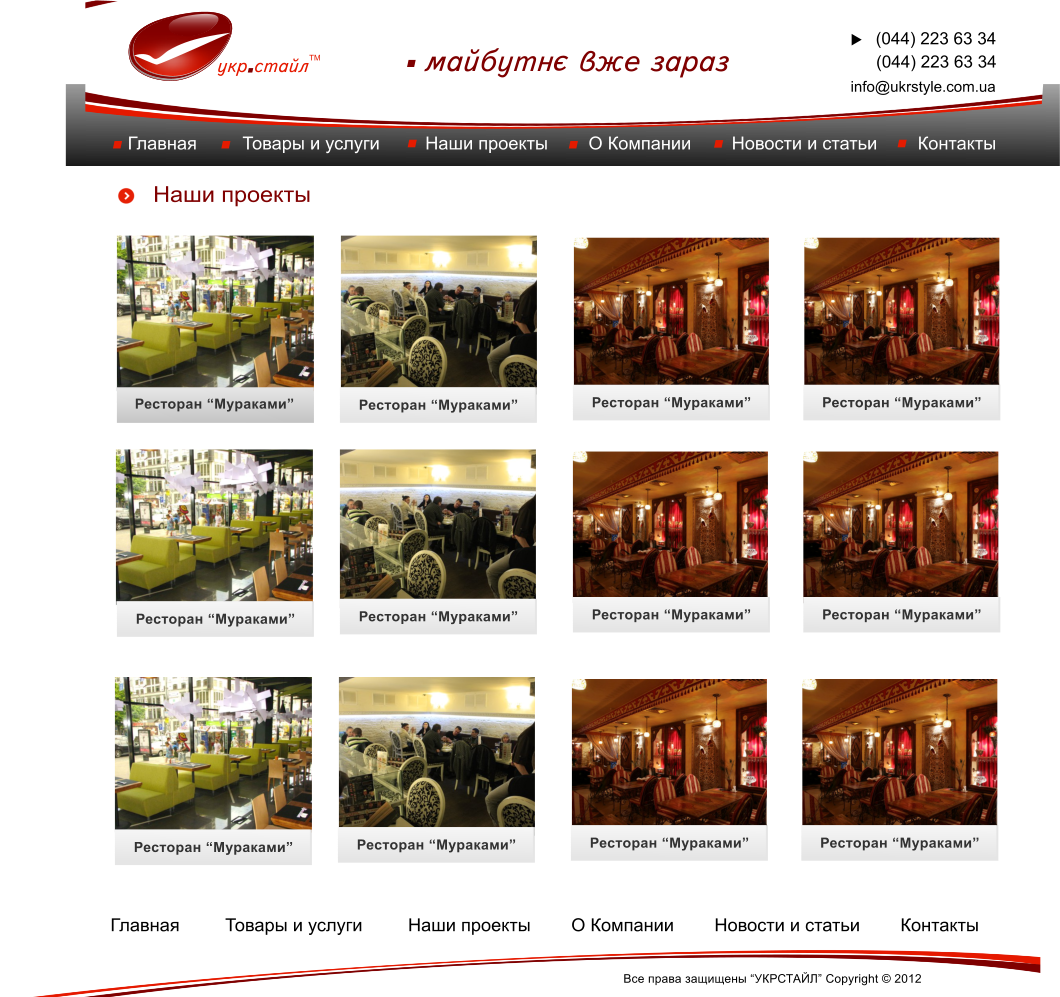 укр.стайл™
майбутнє вже зараз
(044) 223 63 34
(044) 223 63 34
info@ukrstyle.com.ua
Главная Товары и услуги Наши проекты О Компании Новости и статьи Контакты
Наши проекты
Ресторан “Мураками” Ресторан “Мураками” Ресторан “Мураками” Ресторан “Мураками”
Ресторан “Мураками” Ресторан “Мураками” Ресторан “Мураками” Ресторан “Мураками”
Ресторан “Мураками” Ресторан “Мураками” Ресторан “Мураками” Ресторан “Мураками”
Главная Товары и услуги Наши проекты О Компании Новости и статьи Контакты
Все права защищены “УКРСТАЙЛ” Copyright © 2012